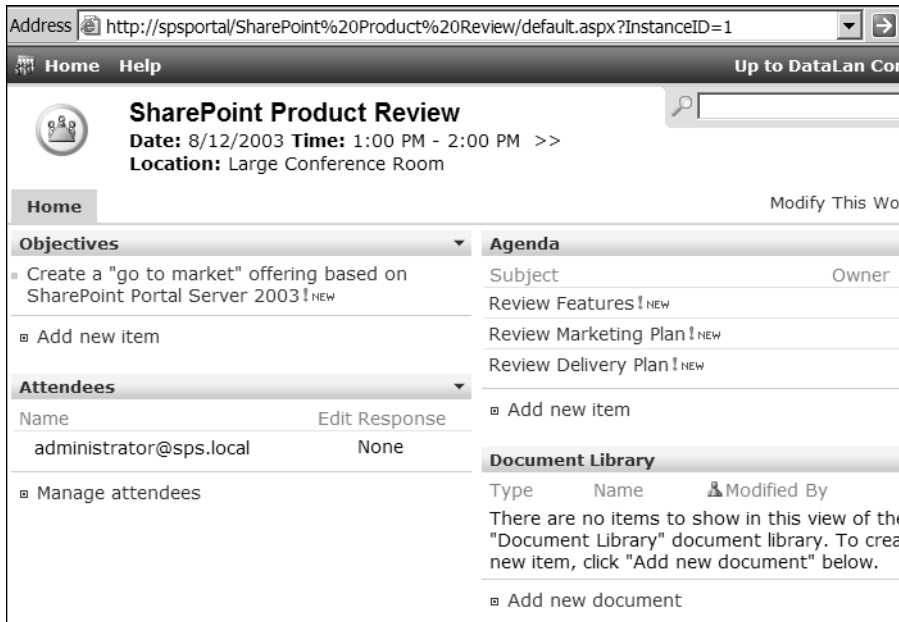 Address http://spsportal/SharePoint%20Product%20Review/default.aspx?InstanceID=1
Home Help Up to DataLan Cor
SharePoint Product Review
Date: 8/12/2003 Time: 1:00 PM - 2:00 PM >>
Location: Large Conference Room
Home
Modify This Wo
Objectives
Create a "go to market" offering based on
SharePoint Portal Server 2003! NEW
Add new item
Attendees
Name Edit Response
administrator@sps.local None
Manage attendees
Agenda
Subject Owner
Review Features! NEW
Review Marketing Plan! NEW
Review Delivery Plan! NEW
Add new item
Document Library
Type Name Modified By
There are no items to show in this view of the
"Document Library" document library. To crea
new item, click "Add new document" below.
Add new document